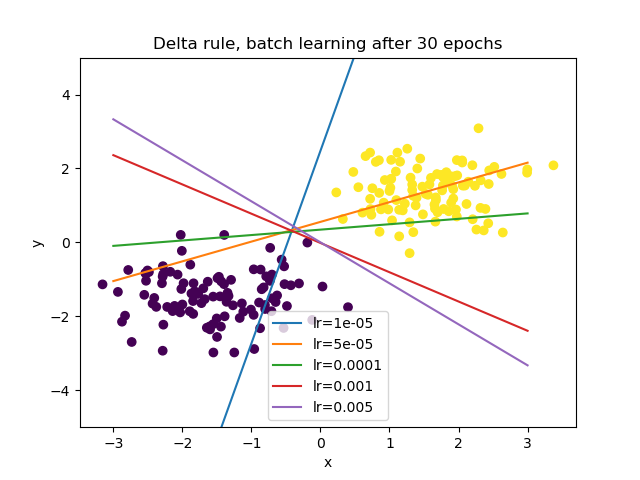 Delta rule, batch learning after 30 epochs
4
2
0
−2
−4
y
lr=1e-05
lr=5e-05
lr=0.0001
lr=0.001
lr=0.005
−3
−2
−1
0
1
2
3
x